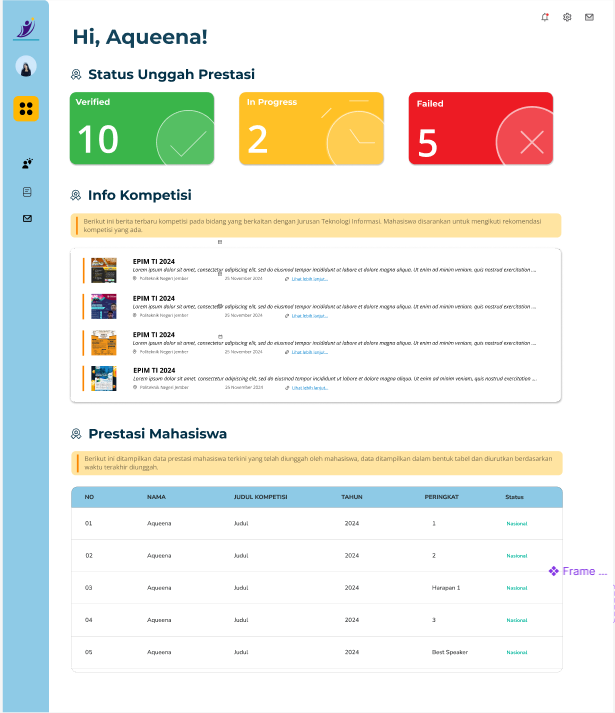 Hi, Aqueena!
Status Unggah Prestasi
Verified
10
In Progress
2
Failed
5
Info Kompetisi
Berikut ini berita terbaru kompetisi pada bidang yang berkaitan dengan jurusan Teknologi Informasi. Mahasiswa disarankan untuk mengikuti rekomendasi
kompetisi yang ada.
EPIM TI 2024
Lorem ipsum dolor sit amet, consectetur adipiscing elit, sed do eiusmod tempor incididunt ut labore et dolore magna aliqua. Ut enim ad minim veniam, quis nostrud exercitation ...
Politeknik Negeri Jember 25 November 2024 Lihat lebih lanjut...
EPIM TI 2024
Lorem ipsum dolor sit amet, consectetur adipiscing elit, sed do eiusmod tempor incididunt ut labore et dolore magna aliqua. Ut enim ad minim veniam, quis nostrud exercitation ...
Politeknik Negeri Jember 25 November 2024 Lihat lebih lanjut...
EPIM TI 2024
Lorem ipsum dolor sit amet, consectetur adipiscing elit, sed do eiusmod tempor incididunt ut labore et dolore magna aliqua. Ut enim ad minim veniam, quis nostrud exercitation ...
Politeknik Negeri Jember 25 November 2024 Lihat lebih lanjut...
EPIM TI 2024
Lorem ipsum dolor sit amet, consectetur adipiscing elit, sed do eiusmod tempor incididunt ut labore et dolore magna aliqua. Ut enim ad minim veniam, quis nostrud exercitation ...
Politeknik Negeri Jember 25 November 2024 Lihat lebih lanjut...
Prestasi Mahasiswa
Berikut ini ditampilkan data prestasi mahasiswa terkini yang telah diunggah oleh mahasiswa, data ditampilkan dalam bentuk tabel dan diurutkan berdasarkan
waktu terakhir diunggah.
NO NAMA JUDUL KOMPETISI TAHUN PERINGKAT Status
01 Aqueena Judul 2024 1 Nasional
02 Aqueena Judul 2024 2 Nasional
Frame ...
03 Aqueena Judul 2024 Harapan 1 Nasional
04 Aqueena Judul 2024 3 Nasional
05 Aqueena Judul 2024 Best Speaker Nasional